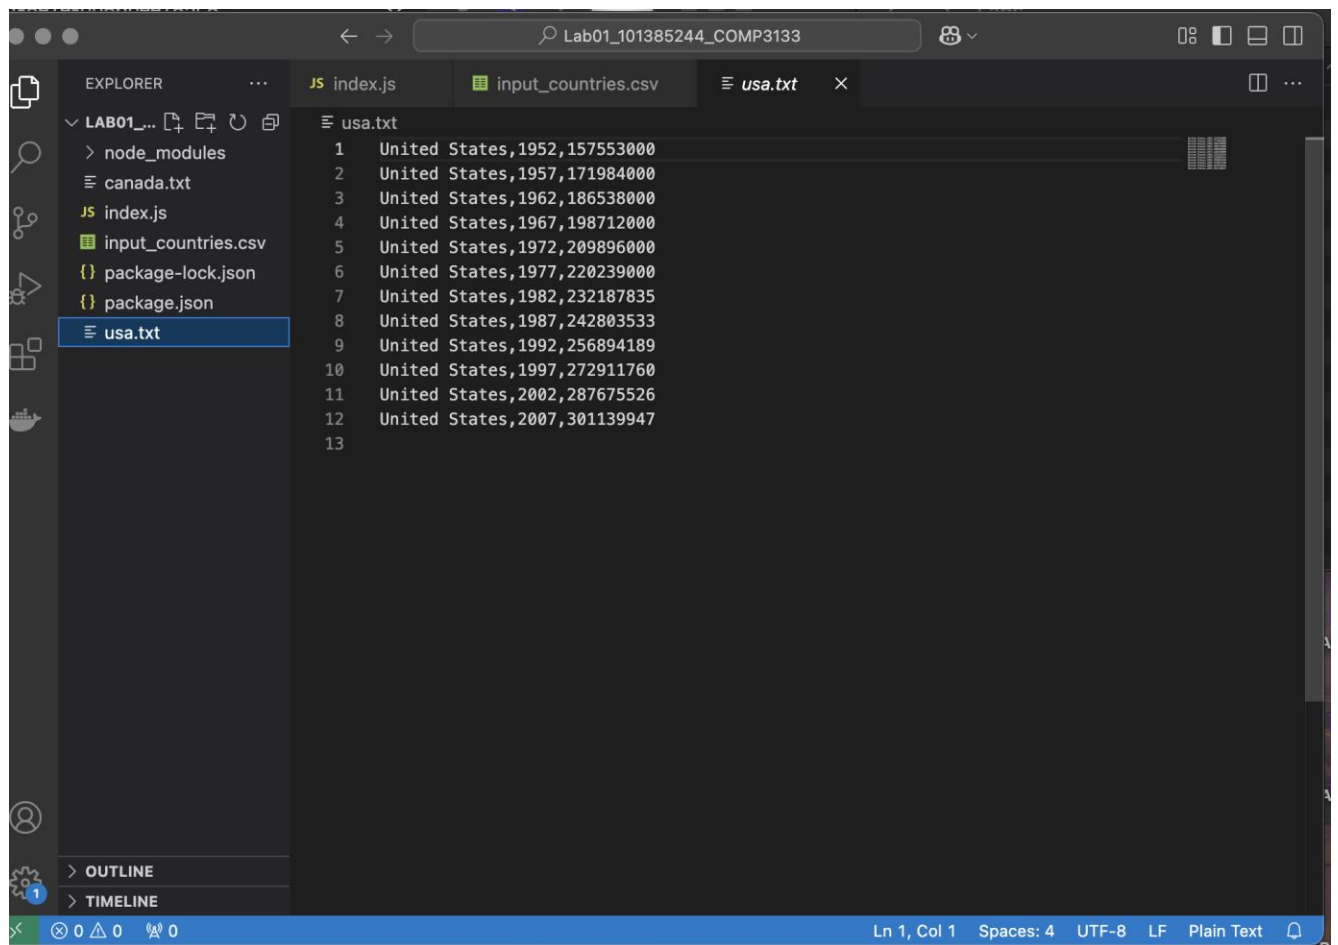 Lab01_101385244_COMP3133
EXPLORER
JS index.js
input_countries.csv
usa.txt
LAB01_...
usa.txt
node_modules
canada.txt
JS index.js
input_countries.csv
{} package-lock.json
{} package.json
usa.txt
1 United States,1952,157553000
2 United States,1957,171984000
3 United States,1962,186538000
4 United States,1967,198712000
5 United States,1972,209896000
6 United States,1977,220239000
7 United States,1982,232187835
8 United States,1987,242803533
9 United States,1992,256894189
10 United States,1997,272911760
11 United States,2002,287675526
12 United States,2007,301139947
13
OUTLINE
1
TIMELINE
0 0 0 Ln 1, Col 1 Spaces: 4 UTF-8 LF Plain Text